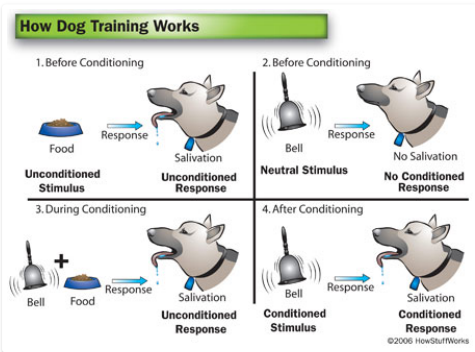 How Dog Training Works
1. Before Conditioning
Food
Response
Salivation
Unconditioned
Stimulus
Unconditioned
Response
2. Before Conditioning
Bell
Response
No Salivation
Neutral Stimulus
No Conditioned
Response
3. During Conditioning
Bell
+
Food
Response
Salivation
Unconditioned
Response
4. After Conditioning
Bell
Response
Salivation
Conditioned
Stimulus
Conditioned
Response
©2006 HowStuffWorks